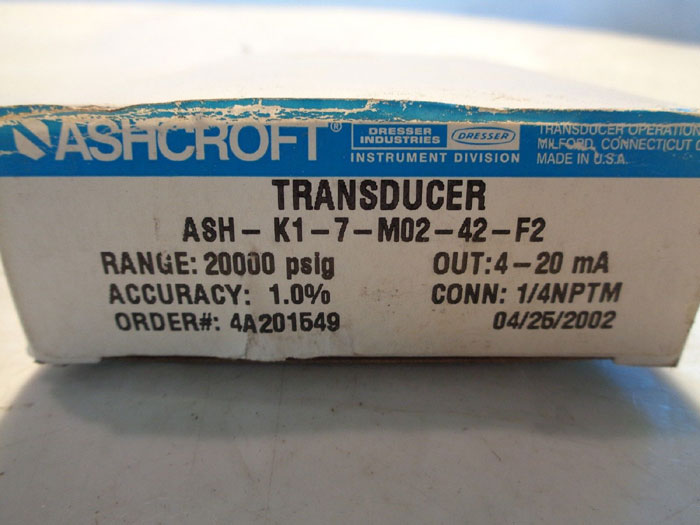 ASHCROFT®
DRESSER INDUSTRIES
DRESSER
INSTRUMENT DIVISION
TRANSDUCER OPERATION
MILFORD, CONNECTICUT
MADE IN U.S.A.
TRANSDUCER
ASH- K1-7-M02-42-F2
RANGE: 20000 psig OUT:4-20 mA
ACCURACY: 1.0% CONN: 1/4NPTM
ORDER#: 4A201549 04/25/2002